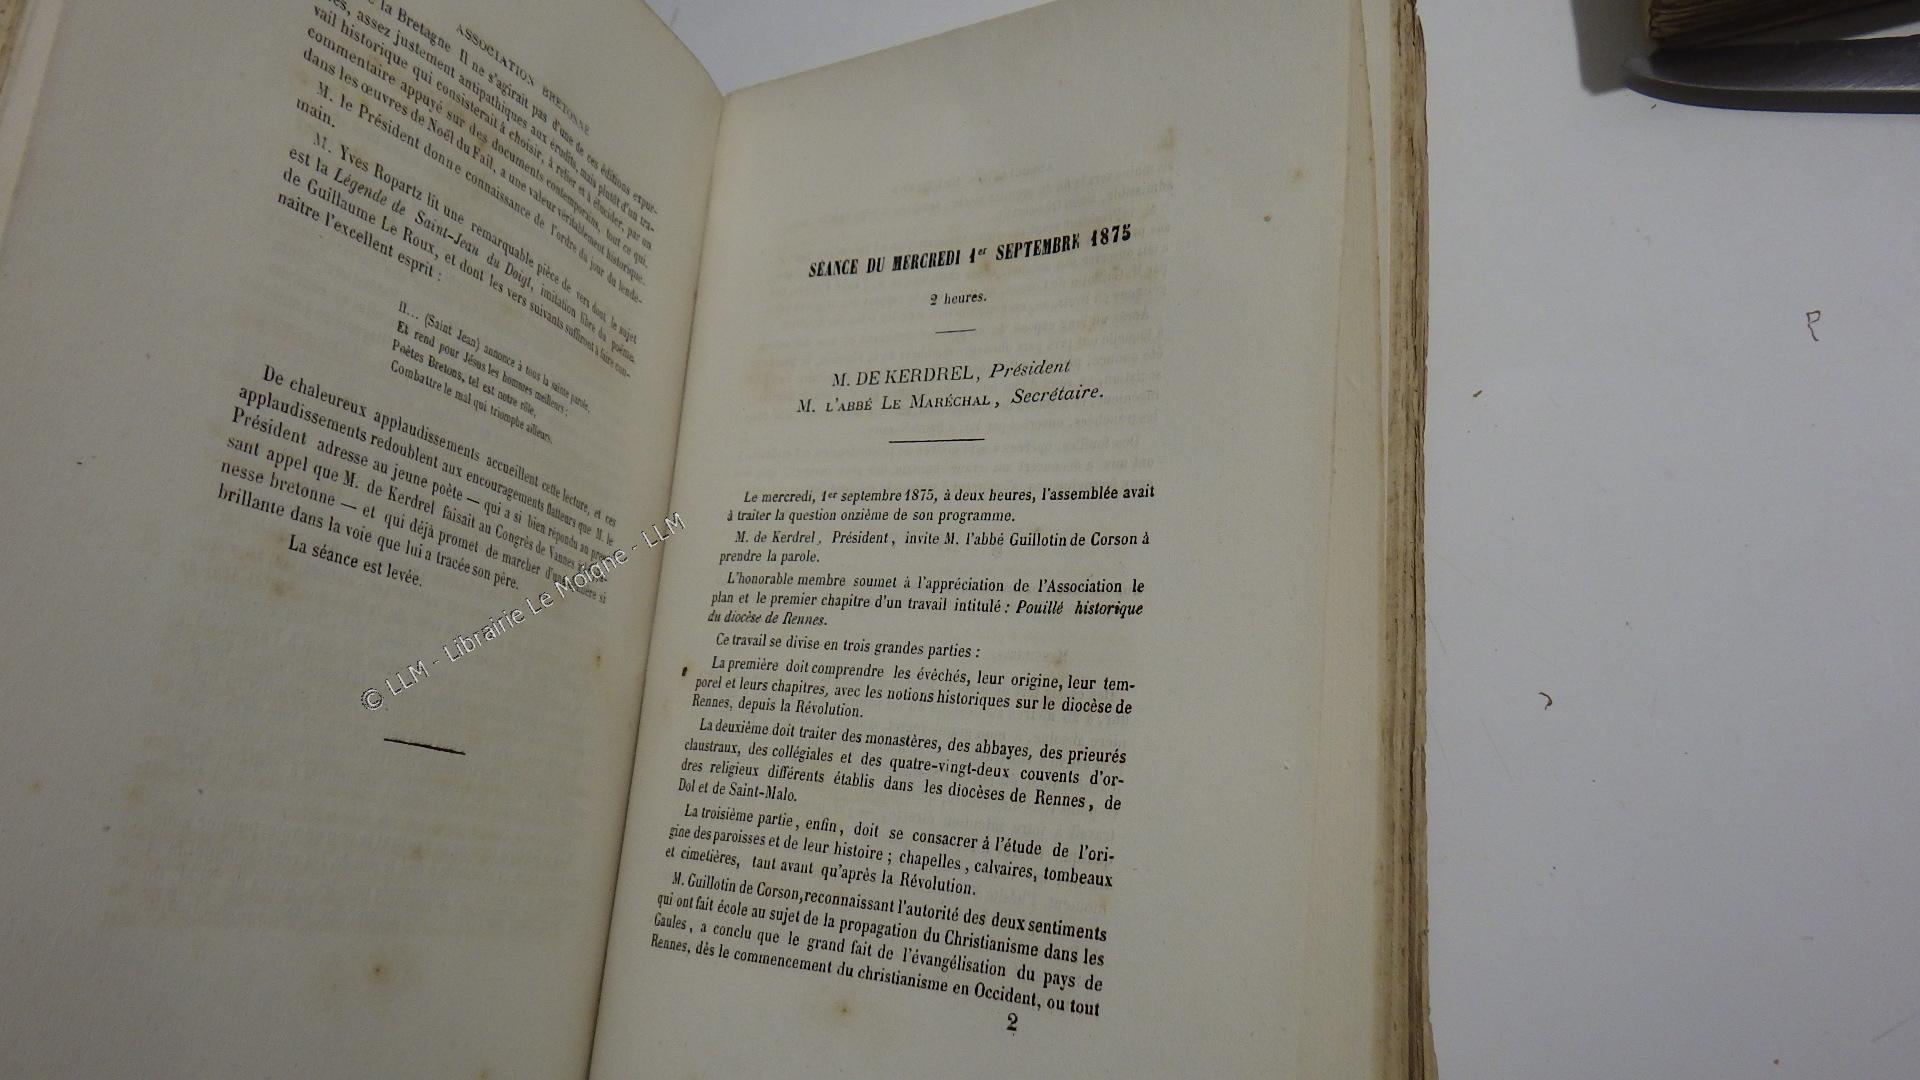 ASSOCIATION BRETONNE
la Bretagne Il ne s'agirait pas d'une de ces éditions expur-
assez justement antipathiques aux érudits, mais plutôt d'un tra-
vail historique qui consisterait à choisir, à relier et à élucider, par un
commentaire appuyé sur des documents contemporains, tout ce qui,
dans les œuvres de Noël du Fail, a une valeur véritablement historique.
M. le Président donne connaissance de l'ordre du jour du lende-
main.
M. Yves Ropartz lit une remarquable pièce de vers dont le sujet
est la Légende de Saint-Jean du Doigt, imitation libre du poëme
de Guillaume Le Roux, et dont les vers suivants suffiront à faire con-
naitre l'excellent esprit :
Il... (Saint Jean) annonce à tous la sainte parole,
Et rend pour Jésus les hommes meilleurs ;
Poëtes Bretons, tel est notre rôle,
Combattre le mal qui triomphe ailleurs.
De chaleureux applaudissements accueillent cette lecture, et ces
applaudissements redoublent aux encouragements flatteurs que M. le
Président adresse au jeune poëte — qui a si bien répondu au pres-
sant appel que M. de Kerdrel faisait au Congrès de Vannes à la jeu-
nesse bretonne — et qui déjà promet de marcher d'une manière si
brillante dans la voie que lui a tracée son père.
La séance est levée.
© LLM - Librairie Le Moigne - LLM
SÉANCE DU MERCREDI 1er SEPTEMBRE 1875
2 heures.
M. DE KERDREL, Président
M. L'ABBÉ LE MARÉCHAL, Secrétaire.
Le mercredi, 1er septembre 1875, à deux heures, l'assemblée avait
à traiter la question onzième de son programme.
M. de Kerdrel, Président, invite M. l'abbé Guillotin de Corson à
prendre la parole.
L'honorable membre soumet à l'appréciation de l'Association le
plan et le premier chapitre d'un travail intitulé : Pouillé historique
du diocèse de Rennes.
Ce travail se divise en trois grandes parties :
La première doit comprendre les évêchés, leur origine, leur tem-
porel et leurs chapitres, avec les notions historiques sur le diocèse de
Rennes, depuis la Révolution.
La deuxième doit traiter des monastères, des abbayes, des prieurés
claustraux, des collégiales et des quatre-vingt-deux couvents d'or-
dres religieux différents établis dans les diocèses de Rennes, de
Dol et de Saint-Malo.
La troisième partie, enfin, doit se consacrer à l'étude de l'ori-
gine des paroisses et de leur histoire ; chapelles, calvaires, tombeaux
et cimetières, tant avant qu'après la Révolution.
M. Guillotin de Corson, reconnaissant l'autorité des deux sentiments
qui ont fait école au sujet de la propagation du Christianisme dans les
Gaules, a conclu que le grand fait de l'évangélisation du pays de
Rennes, dès le commencement du christianisme en Occident, ou tout
2